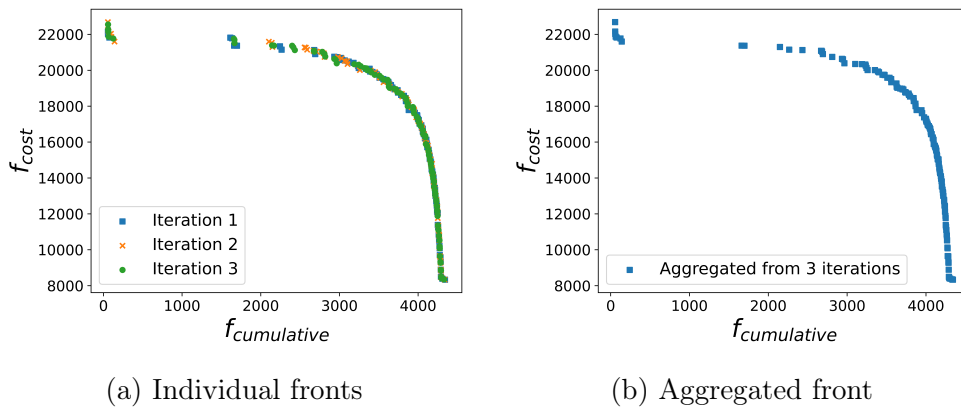 22000
20000
18000
16000
14000
12000
10000
8000
f_cost
0 1000 2000 3000 4000
f_cumulative
Iteration 1
Iteration 2
Iteration 3
(a) Individual fronts
22000
20000
18000
16000
14000
12000
10000
8000
f_cost
0 1000 2000 3000 4000
f_cumulative
Aggregated from 3 iterations
(b) Aggregated front